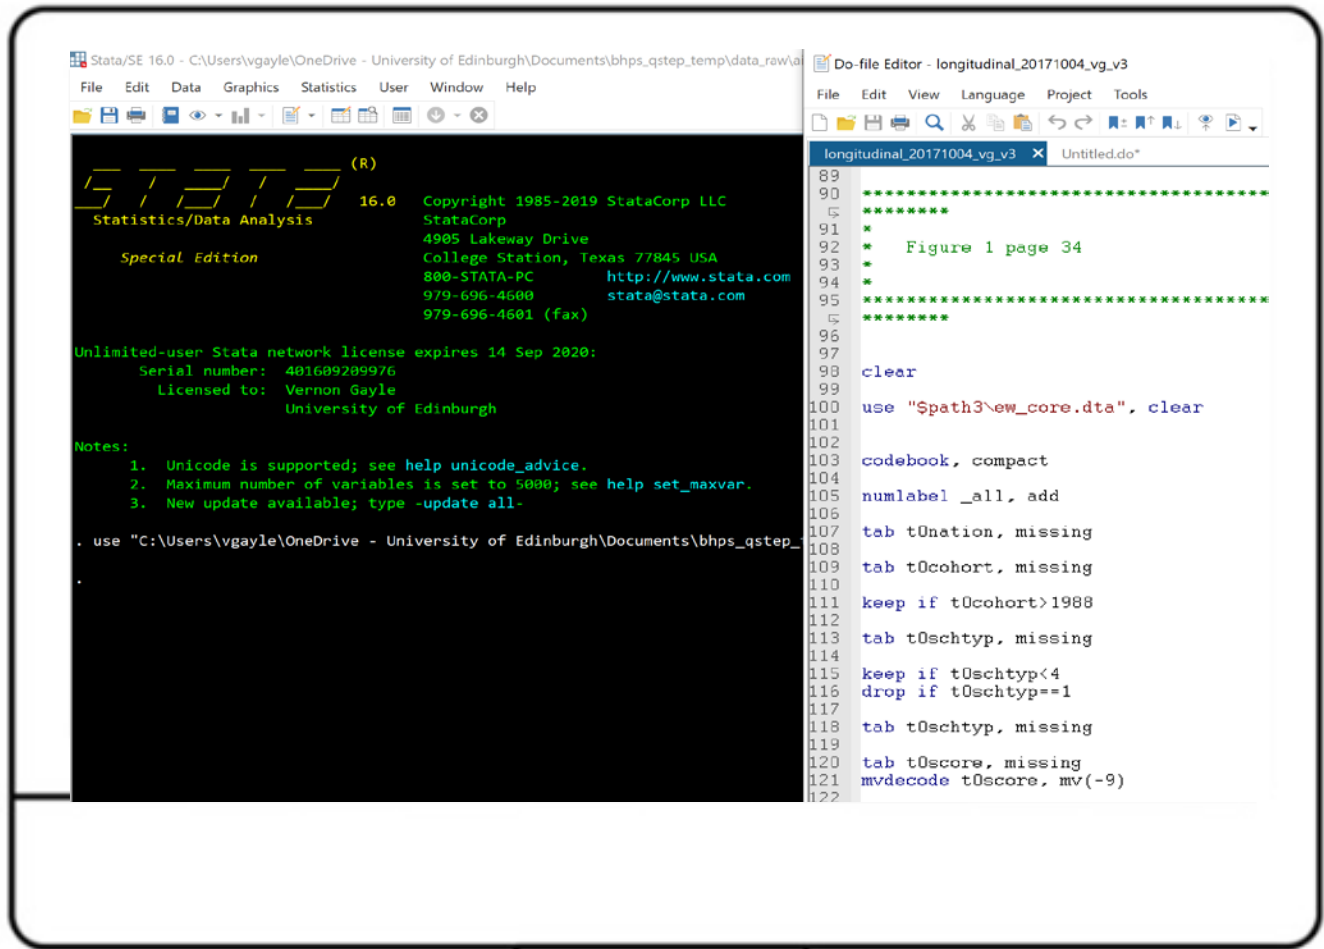 Stata/SE 16.0 - C:\Users\vgayle\OneDrive - University of Edinburgh\Documents\bhps_qstep_temp\data_raw\ai
File Edit Data Graphics Statistics User Window Help
(R)
STATA
16.0 Copyright 1985-2019 StataCorp LLC
Statistics/Data Analysis StataCorp
4905 Lakeway Drive
Special Edition College Station, Texas 77845 USA
800-STATA-PC http://www.stata.com
979-696-4600 stata@stata.com
979-696-4601 (fax)
Unlimited-user Stata network license expires 14 Sep 2020:
Serial number: 401609209976
Licensed to: Vernon Gayle
University of Edinburgh
Notes:
1. Unicode is supported; see help unicode_advice.
2. Maximum number of variables is set to 5000; see help set_maxvar.
3. New update available; type -update all-
. use "C:\Users\vgayle\OneDrive - University of Edinburgh\Documents\bhps_qstep_
.
Do-file Editor - longitudinal_20171004_vg_v3
File Edit View Language Project Tools
longitudinal_20171004_vg_v3 Untitled.do*
89
90 ****************************************
********
91 *
92 * Figure 1 page 34
93 *
94 *
95 ****************************************
********
96
97
98 clear
99
100 use "$path3\ew_core.dta", clear
101
102
103 codebook, compact
104
105 numlabel _all, add
106
107 tab t0nation, missing
108
109 tab t0cohort, missing
110
111 keep if t0cohort>1988
112
113 tab t0schtyp, missing
114
115 keep if t0schtyp<4
116 drop if t0schtyp==1
117
118 tab t0schtyp, missing
119
120 tab t0score, missing
121 mvdecode t0score, mv(-9)
122